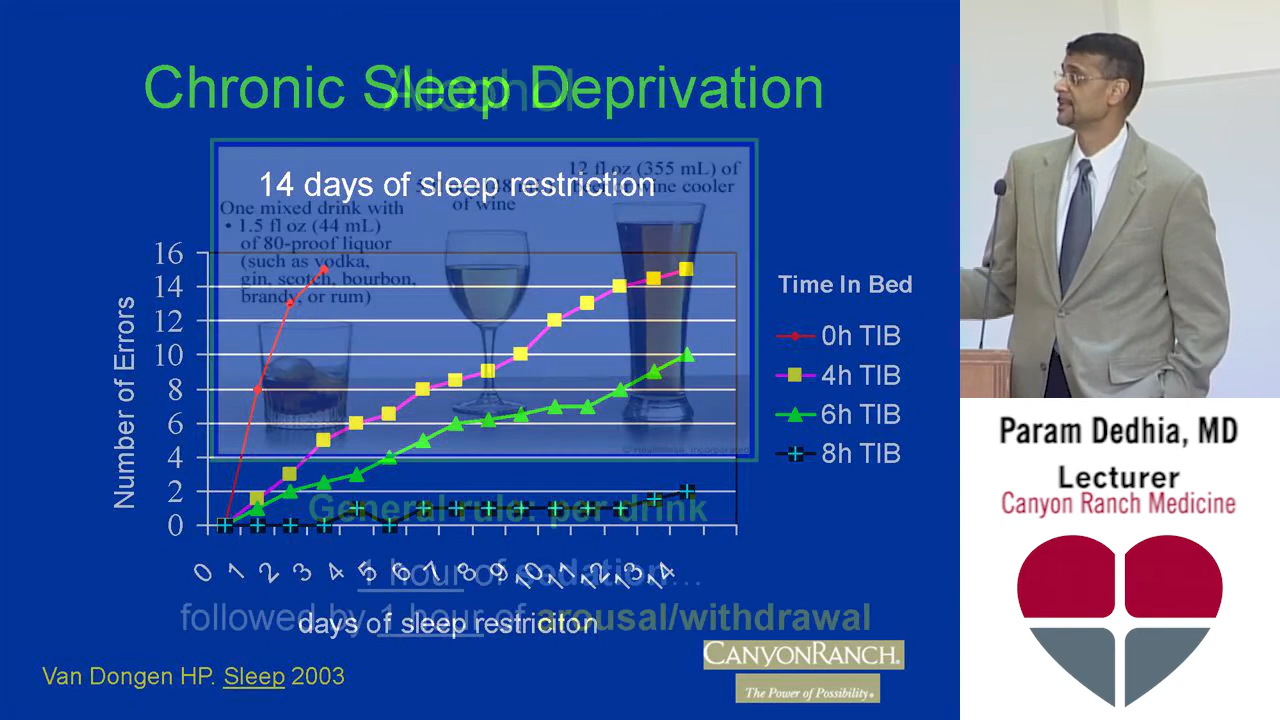 Chronic Sleep Deprivation
Alcohol
14 days of sleep restriction
12 fl oz (355 mL) of
wine cooler
of wine
One mixed drink with
• 1.5 fl oz (44 mL)
of 80-proof liquor
(such as vodka,
gin, scotch, bourbon,
brandy, or rum)
Number of Errors
16
14
12
10
8
6
4
2
0
0 1 2 3 4 5 6 7 8 9 10 11 12 13 14
days of sleep restriciton
Time In Bed
0h TIB
4h TIB
6h TIB
8h TIB
General rule: per drink
1 hour of sedation…
followed by 1 hour of arousal/withdrawal
Van Dongen HP. Sleep 2003
CANYONRANCH.
The Power of Possibility.
Param Dedhia, MD
Lecturer
Canyon Ranch Medicine